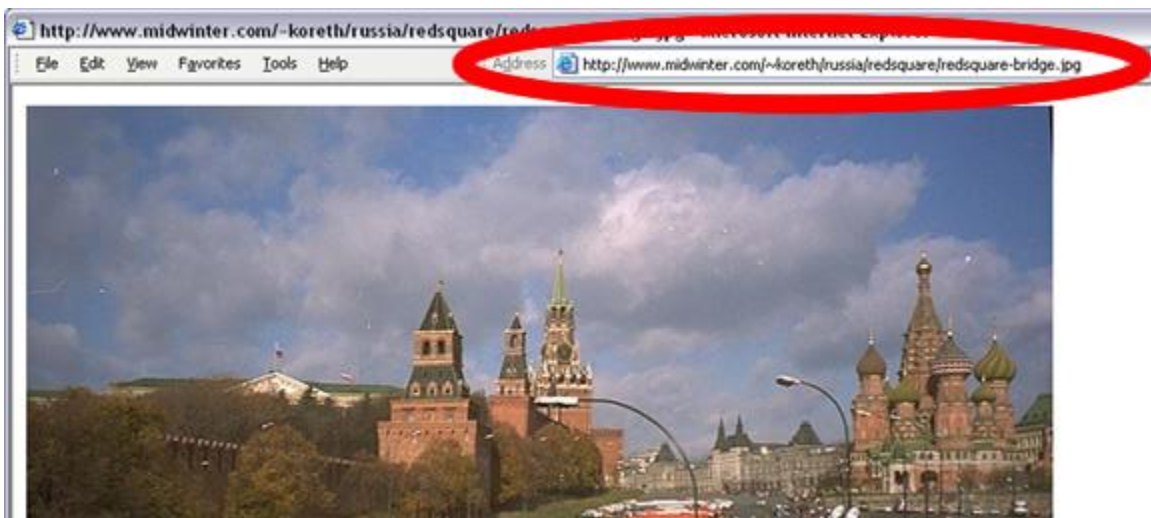 http://www.midwinter.com/~koreth/russia/redsquare/
File Edit View Favorites Tools Help
Address http://www.midwinter.com/~koreth/russia/redsquare/redsquare-bridge.jpg